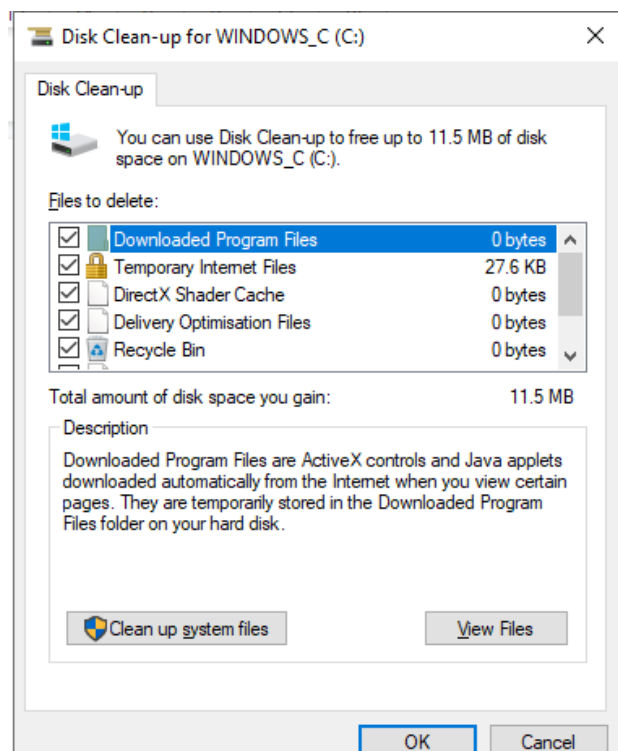 Disk Clean-up for WINDOWS_C (C:)
Disk Clean-up
You can use Disk Clean-up to free up to 11.5 MB of disk
space on WINDOWS_C (C:).
Files to delete:
Downloaded Program Files 0 bytes
Temporary Internet Files 27.6 KB
DirectX Shader Cache 0 bytes
Delivery Optimisation Files 0 bytes
Recycle Bin 0 bytes
Total amount of disk space you gain: 11.5 MB
Description
Downloaded Program Files are ActiveX controls and Java applets
downloaded automatically from the Internet when you view certain
pages. They are temporarily stored in the Downloaded Program
Files folder on your hard disk.
Clean up system files View Files
OK Cancel